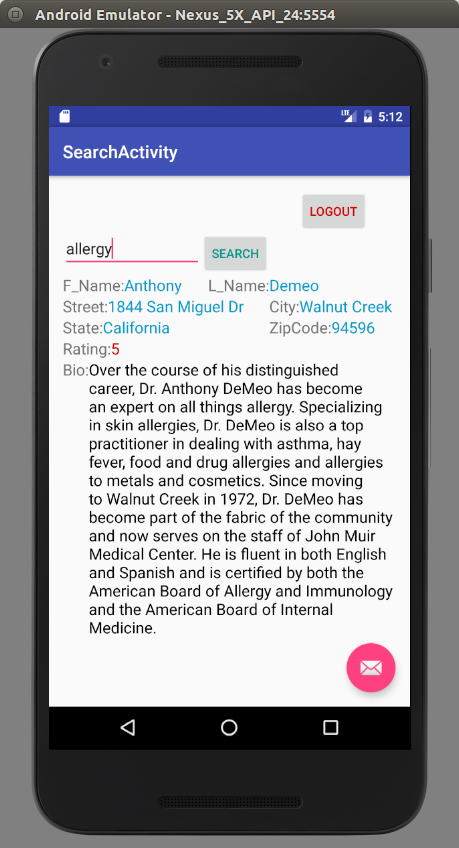 Android Emulator - Nexus_5X_API_24:5554
LTE 5:12
SearchActivity
LOGOUT
allergy SEARCH
F_Name:Anthony L_Name:Demeo
Street:1844 San Miguel Dr City:Walnut Creek
State:California ZipCode:94596
Rating:5
Bio:Over the course of his distinguished
career, Dr. Anthony DeMeo has become
an expert on all things allergy. Specializing
in skin allergies, Dr. DeMeo is also a top
practitioner in dealing with asthma, hay
fever, food and drug allergies and allergies
to metals and cosmetics. Since moving
to Walnut Creek in 1972, Dr. DeMeo has
become part of the fabric of the community
and now serves on the staff of John Muir
Medical Center. He is fluent in both English
and Spanish and is certified by both the
American Board of Allergy and Immunology
and the American Board of Internal
Medicine.